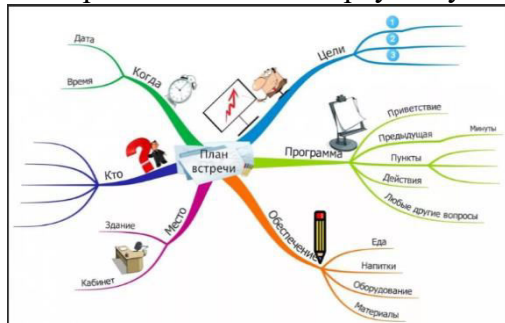 Дата
Время
Когда
Цели
1
2
3
План
встречи
Программа
Приветствие
Предыдущая
Минуты
Пункты
Действия
Любые другие вопросы
Кто
Место
Здание
Кабинет
Обеспечение
Еда
Напитки
Оборудование
Материалы